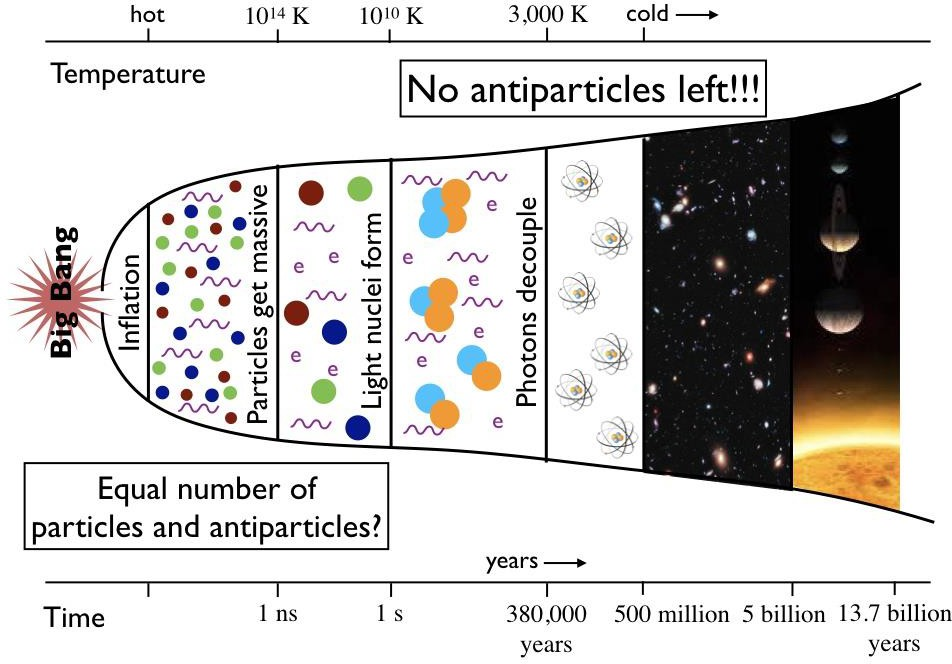 hot
10¹⁴ K
10¹⁰ K
3,000 K
cold
Temperature
No antiparticles left!!!
Big Bang
Inflation
Particles get massive
Light nuclei form
Photons decouple
e
e
e
e
e
e
e
e
e
e
Equal number of
particles and antiparticles?
years
Time
1 ns
1 s
380,000
years
500 million
5 billion
13.7 billion
years